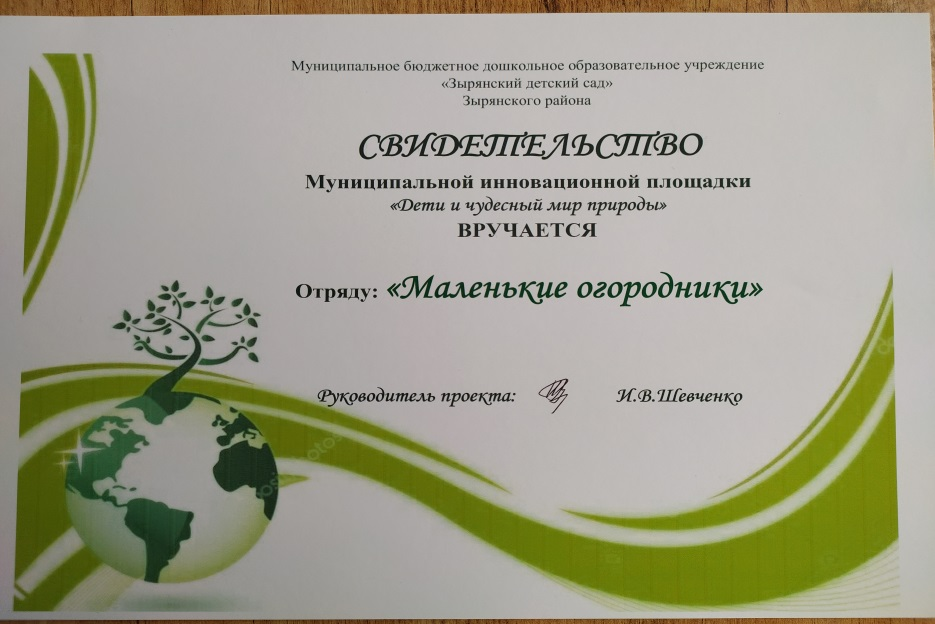 Муниципальное бюджетное дошкольное образовательное учреждение
«Зырянский детский сад»
Зырянского района
СВИДЕТЕЛЬСТВО
Муниципальной инновационной площадки
«Дети и чудесный мир природы»
ВРУЧАЕТСЯ
Отряду: «Маленькие огородники»
Руководитель проекта: И.В.Шевченко